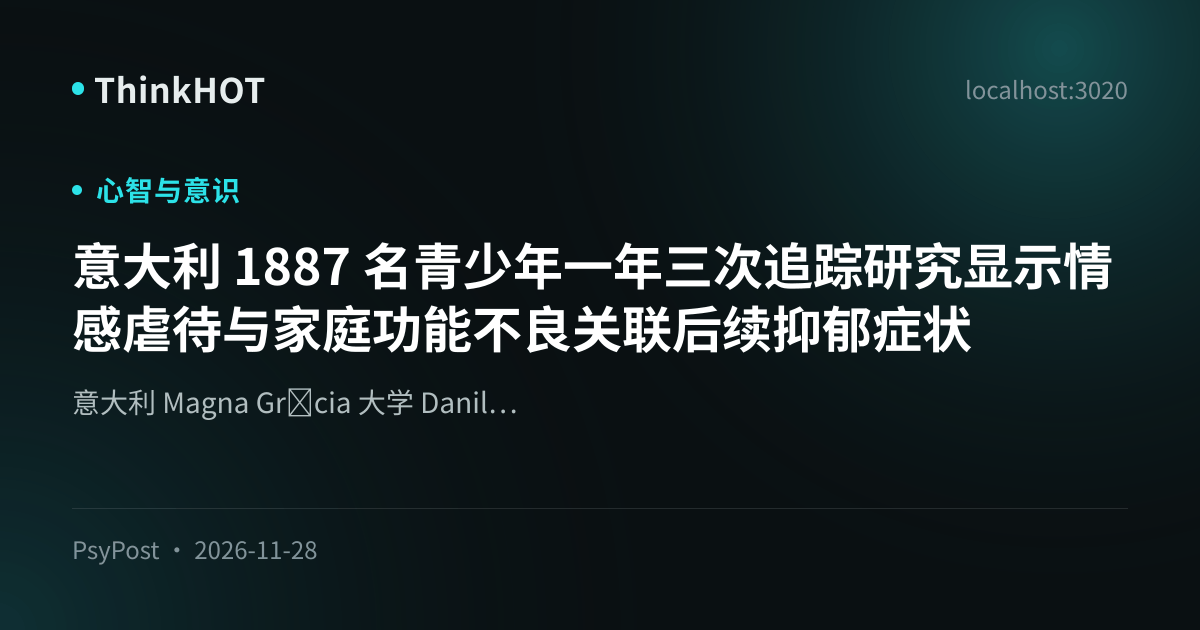 ThinkHOT
localhost:3020
心智与意识
意大利 1887 名青少年一年三次追踪研究显示情
感虐待与家庭功能不良关联后续抑郁症状
意大利 Magna Gr☒cia 大学 Danil…
PsyPost · 2026-11-28